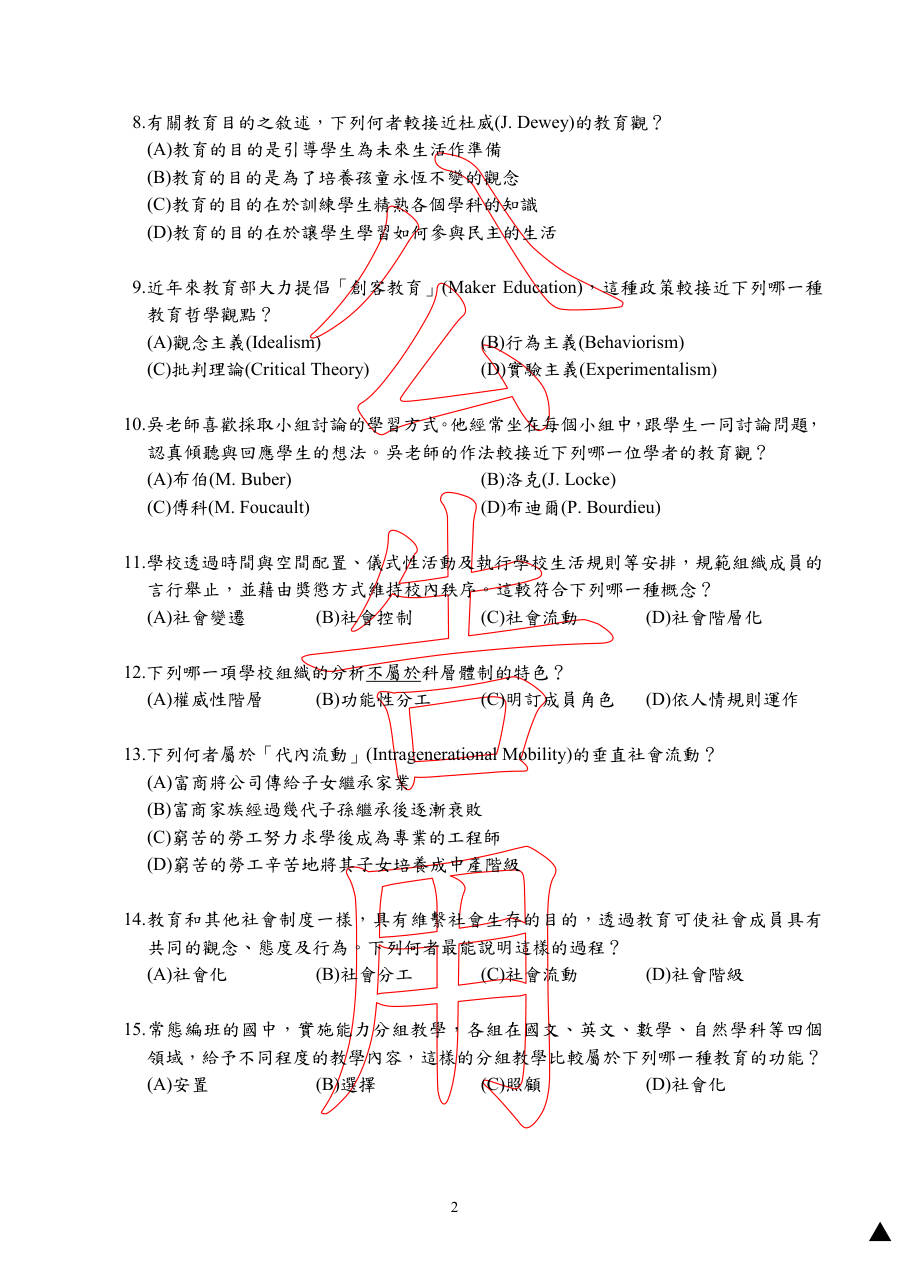 8.有關教育目的之敘述，下列何者較接近杜威(J. Dewey)的教育觀？
(A)教育的目的是引導學生為未來生活作準備
(B)教育的目的是為了培養孩童永恆不變的觀念
(C)教育的目的在於訓練學生精熟各個學科的知識
(D)教育的目的在於讓學生學習如何參與民主的生活
9.近年來教育部大力提倡「創客教育」(Maker Education)，這種政策較接近下列哪一種
教育哲學觀點？
(A)觀念主義(Idealism) (B)行為主義(Behaviorism)
(C)批判理論(Critical Theory) (D)實驗主義(Experimentalism)
10.吳老師喜歡採取小組討論的學習方式。他經常坐在每個小組中，跟學生一同討論問題，
認真傾聽與回應學生的想法。吳老師的作法較接近下列哪一位學者的教育觀？
(A)布伯(M. Buber) (B)洛克(J. Locke)
(C)傅科(M. Foucault) (D)布迪爾(P. Bourdieu)
11.學校透過時間與空間配置、儀式性活動及執行學校生活規則等安排，規範組織成員的
言行舉止，並藉由獎懲方式維持校內秩序。這較符合下列哪一種概念？
(A)社會變遷 (B)社會控制 (C)社會流動 (D)社會階層化
12.下列哪一項學校組織的分析不屬於科層體制的特色？
(A)權威性階層 (B)功能性分工 (C)明訂成員角色 (D)依人情規則運作
13.下列何者屬於「代內流動」(Intragenerational Mobility)的垂直社會流動？
(A)富商將公司傳給子女繼承家業
(B)富商家族經過幾代子孫繼承後逐漸衰敗
(C)窮苦的勞工努力求學後成為專業的工程師
(D)窮苦的勞工辛苦地將其子女培養成中產階級
14.教育和其他社會制度一樣，具有維繫社會生存的目的，透過教育可使社會成員具有
共同的觀念、態度及行為。下列何者最能說明這樣的過程？
(A)社會化 (B)社會分工 (C)社會流動 (D)社會階級
15.常態編班的國中，實施能力分組教學，各組在國文、英文、數學、自然學科等四個
領域，給予不同程度的教學內容，這樣的分組教學比較屬於下列哪一種教育的功能？
(A)安置 (B)選擇 (C)照顧 (D)社會化
公告用
2